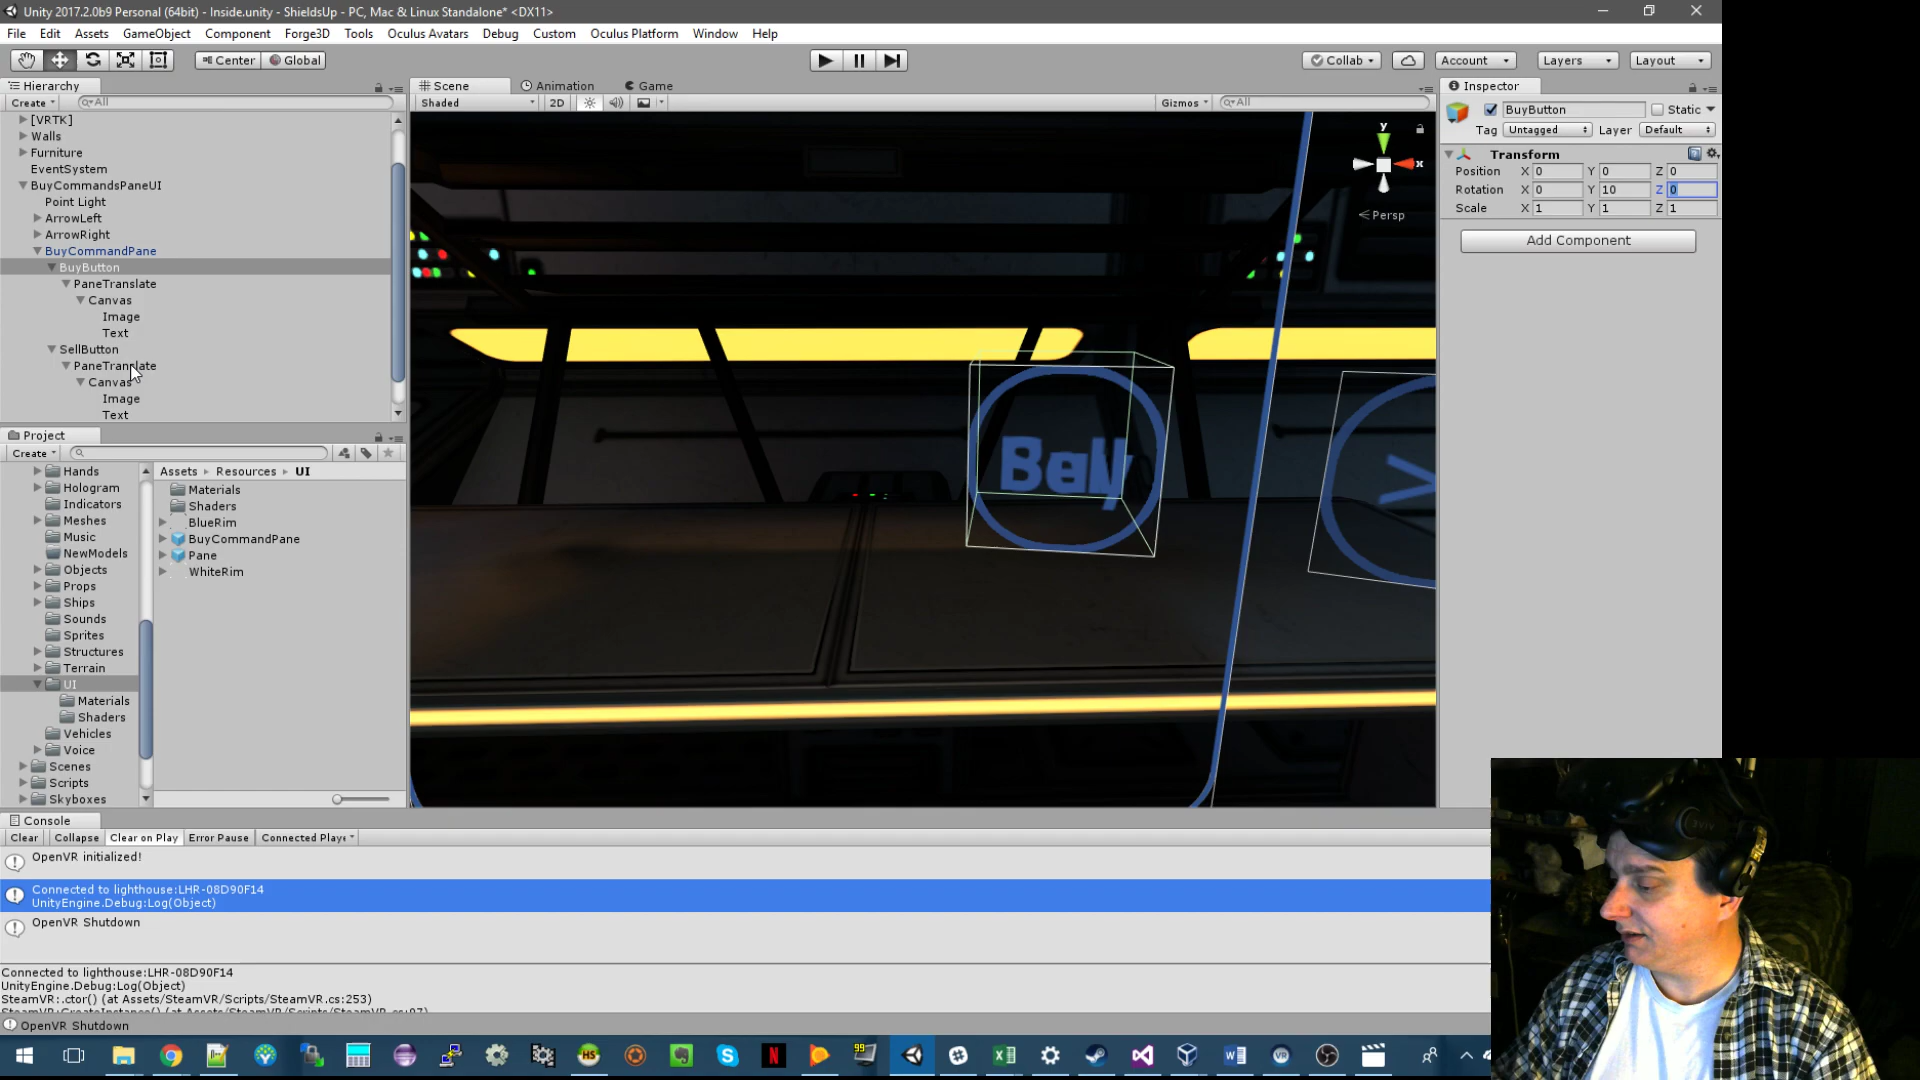 Unity 2017.2.0b9 Personal (64bit) - Inside.unity - ShieldsUp - PC, Mac & Linux Standalone* <DX11>
File Edit Assets GameObject Component Forge3D Tools Oculus Avatars Debug Custom Oculus Platform Window Help
Center Global Collab Account Layers Layout
Hierarchy Scene Animation Game Inspector
Create All Shaded 2D Gizmos All
BuyButton Static
Tag Untagged Layer Default
Transform
Position X 0 Y 0 Z 0
Rotation X 0 Y 10 Z 0
Scale X 1 Y 1 Z 1
Add Component
[VRTK]
Walls
Furniture
EventSystem
BuyCommandsPaneUI
Point Light
ArrowLeft
ArrowRight
BuyCommandPane
BuyButton
PaneTranslate
Canvas
Image
Text
SellButton
PaneTranslate
Canvas
Image
Text
y
x
Persp
Project
Create
Assets Resources UI
Hands
Hologram
Indicators
Meshes
Music
NewModels
Objects
Props
Ships
Sounds
Sprites
Structures
Terrain
UI
Materials
Shaders
Vehicles
Voice
Scenes
Scripts
Skyboxes
Materials
Shaders
BlueRim
BuyCommandPane
Pane
WhiteRim
Console
Clear Collapse Clear on Play Error Pause Connected Playe
OpenVR initialized!
Connected to lighthouse:LHR-08D90F14
UnityEngine.Debug:Log(Object)
OpenVR Shutdown
Connected to lighthouse:LHR-08D90F14
UnityEngine.Debug:Log(Object)
SteamVR:.ctor() (at Assets/SteamVR/Scripts/SteamVR.cs:253)
OpenVR Shutdown